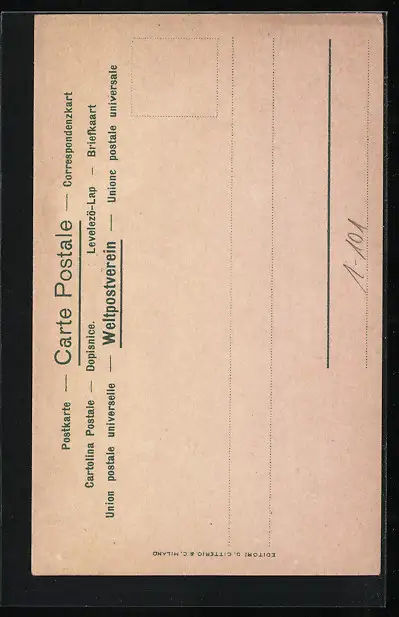 Postkarte — Carte Postale — Correspondenzkart
Cartolina Postale — Dopisnice. Levelezö-Lap — Briefkaart
Union postale universelle — Weltpostverein — Unione postale universale
1-101
EDITORI G. CITTERIO & C. MILANO